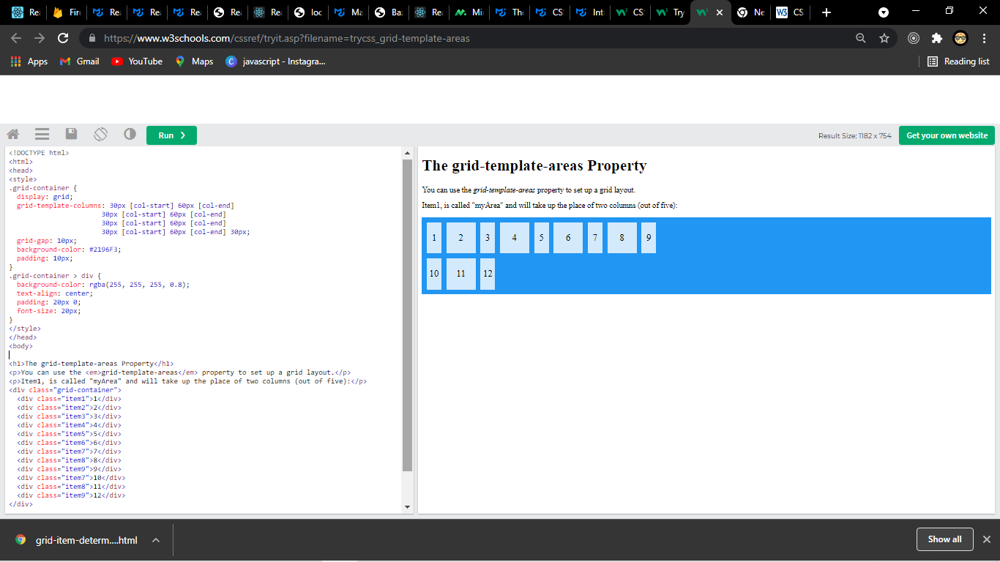 Rea
Fire
Rea
Rea
Rea
Rea
Rea
loc
Ma
Ba
Rea
Mi
The
CS
Int
CS
Try
Ne
CS
https://www.w3schools.com/cssref/tryit.asp?filename=trycss_grid-template-areas
Apps
Gmail
YouTube
Maps
C javascript - Instagra...
Reading list
Run ❯
Result Size: 1182 x 754
Get your own website
<!DOCTYPE html>
<html>
<head>
<style>
.grid-container {
display: grid;
grid-template-columns: 30px [col-start] 60px [col-end]
30px [col-start] 60px [col-end]
30px [col-start] 60px [col-end]
30px [col-start] 60px [col-end] 30px;
grid-gap: 10px;
background-color: #2196F3;
padding: 10px;
}
.grid-container > div {
background-color: rgba(255, 255, 255, 0.8);
text-align: center;
padding: 20px 0;
font-size: 20px;
}
</style>
</head>
<body>
<h1>The grid-template-areas Property</h1>
<p>You can use the <em>grid-template-areas</em> property to set up a grid layout.</p>
<p>Item1, is called "myArea" and will take up the place of two columns (out of five):</p>
<div class="grid-container">
<div class="item1">1</div>
<div class="item2">2</div>
<div class="item3">3</div>
<div class="item4">4</div>
<div class="item5">5</div>
<div class="item6">6</div>
<div class="item7">7</div>
<div class="item8">8</div>
<div class="item9">9</div>
<div class="item7">10</div>
<div class="item8">11</div>
<div class="item9">12</div>
</div>
The grid-template-areas Property
You can use the grid-template-areas property to set up a grid layout.
Item1, is called "myArea" and will take up the place of two columns (out of five):
1 2 3 4 5 6 7 8 9
10 11 12
grid-item-determ....html
Show all